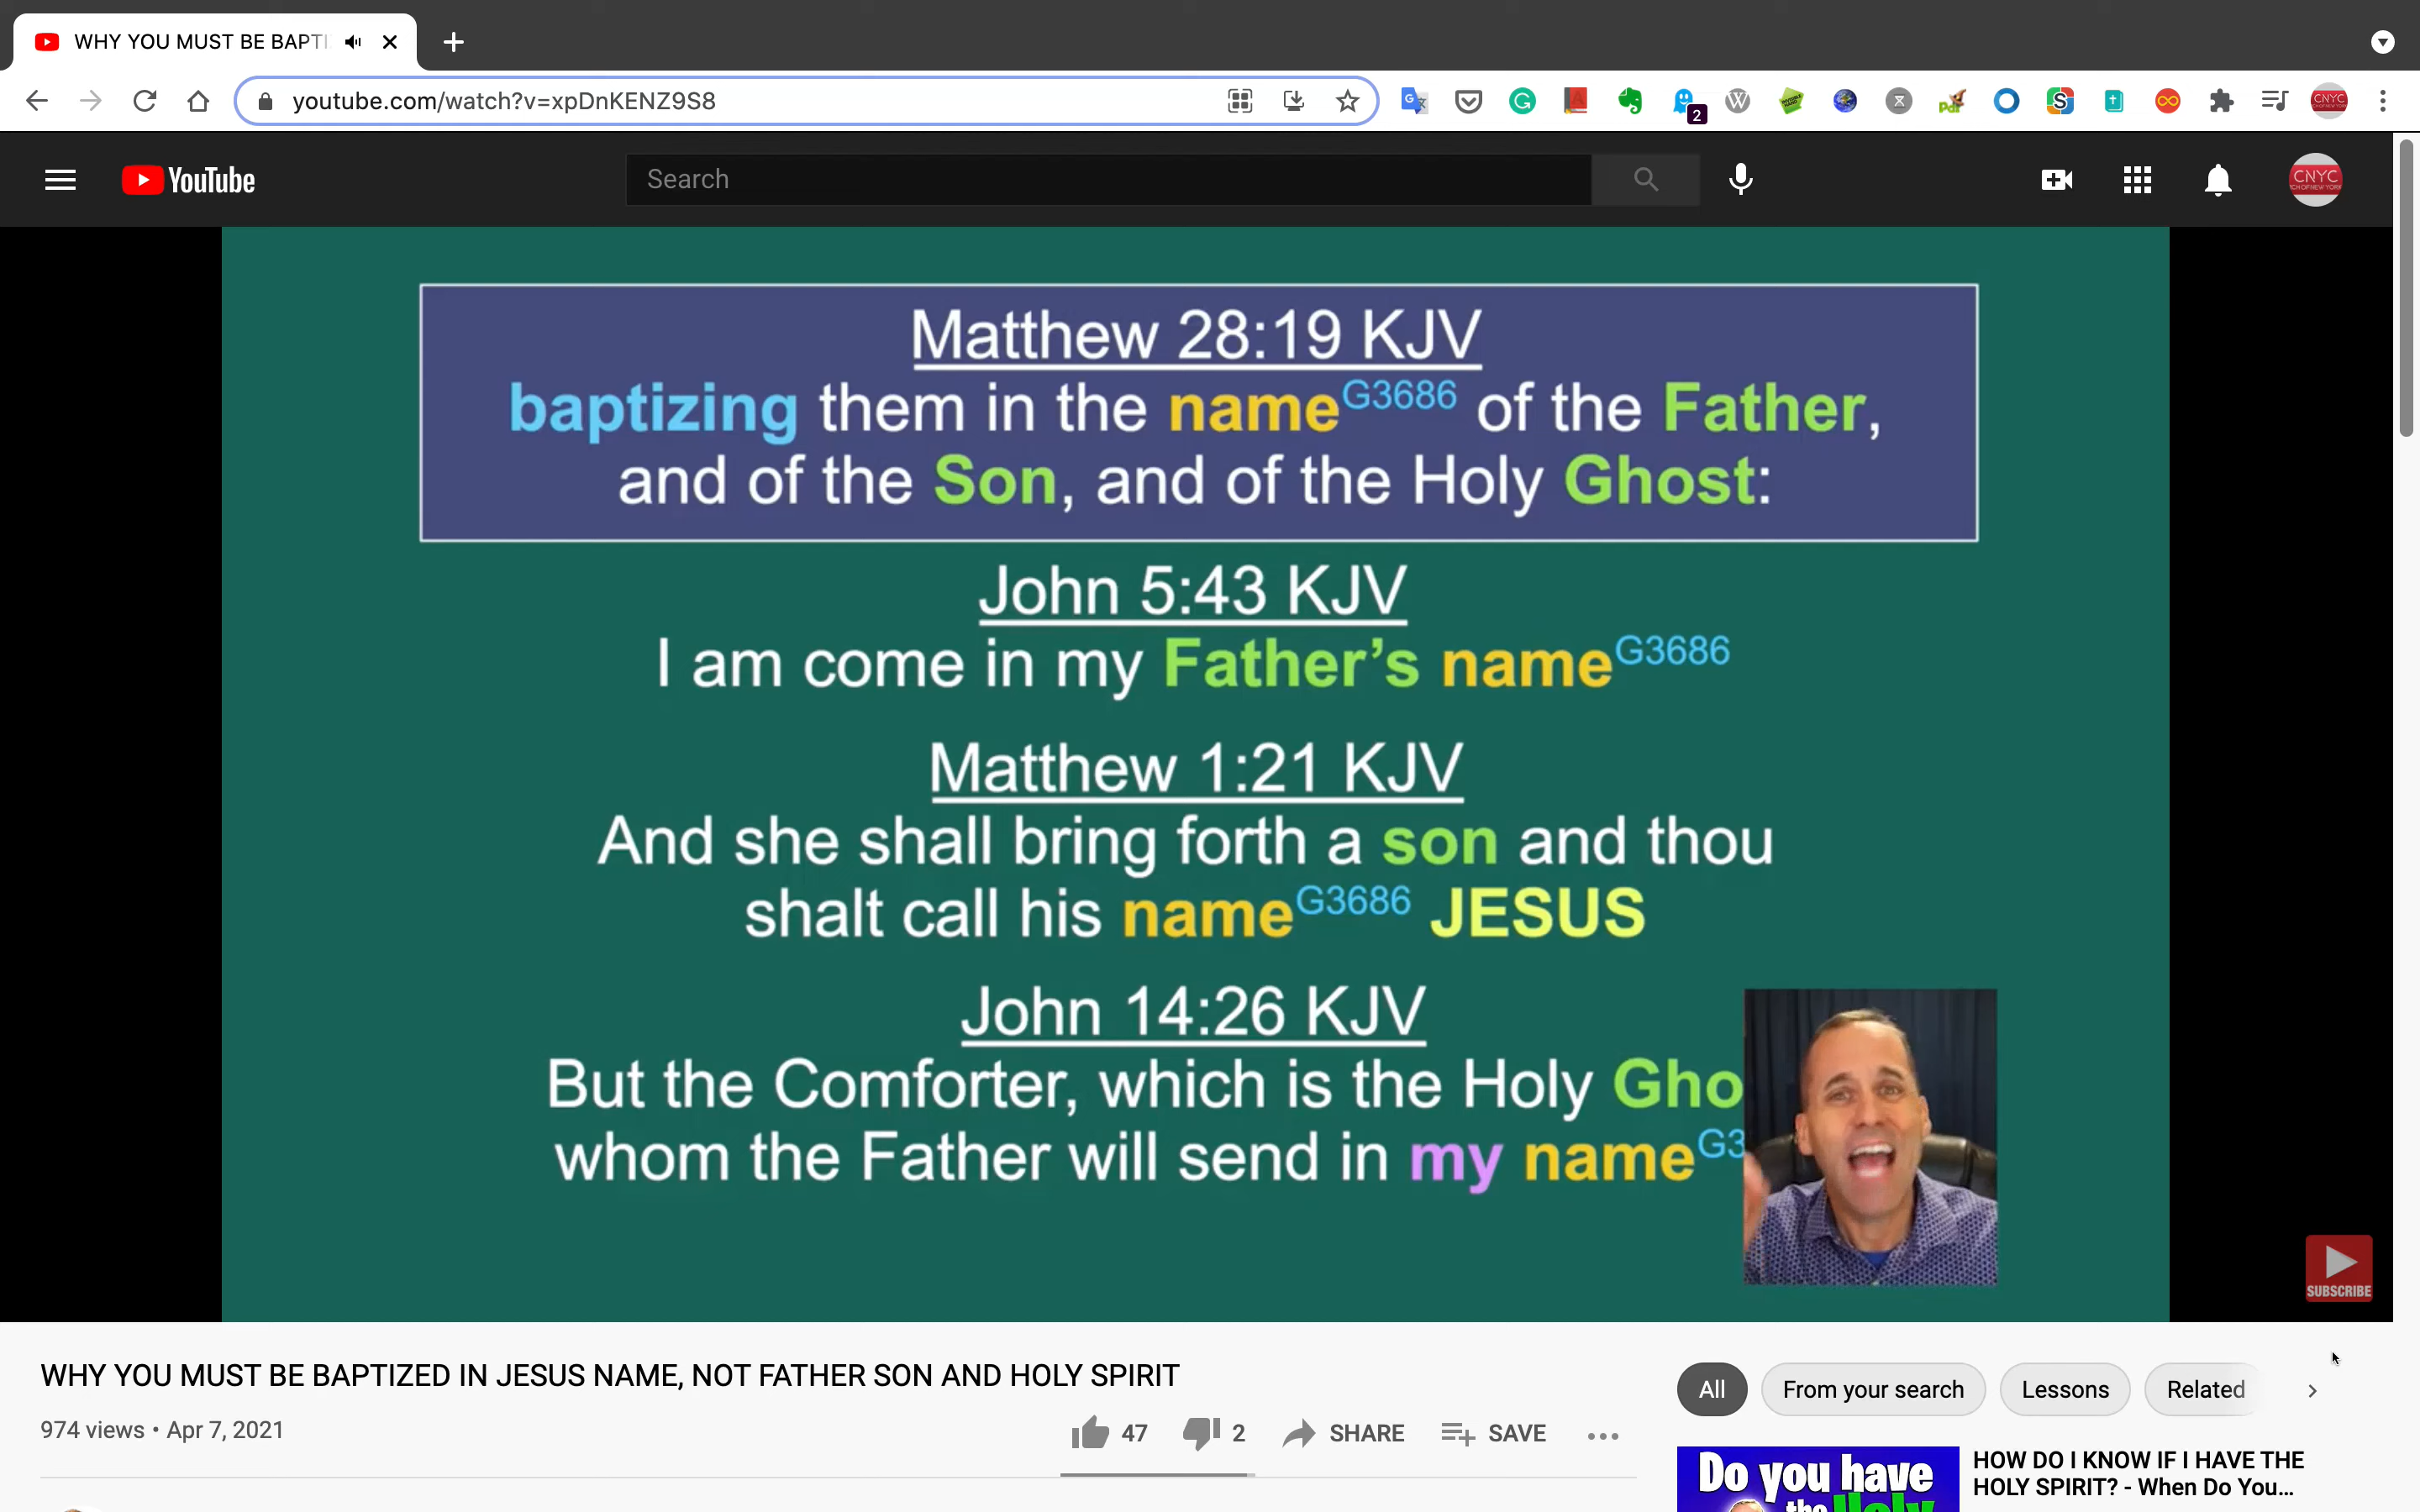 WHY YOU MUST BE BAPTI
youtube.com/watch?v=xpDnKENZ9S8
2
CNYC
YouTube
Search
CNYC
Matthew 28:19 KJV
baptizing them in the name G3686 of the Father,
and of the Son, and of the Holy Ghost:
John 5:43 KJV
I am come in my Father’s name G3686
Matthew 1:21 KJV
And she shall bring forth a son and thou
shalt call his name G3686 JESUS
John 14:26 KJV
But the Comforter, which is the Holy Gho
whom the Father will send in my name G3
SUBSCRIBE
WHY YOU MUST BE BAPTIZED IN JESUS NAME, NOT FATHER SON AND HOLY SPIRIT
974 views • Apr 7, 2021
47
2
SHARE
SAVE
All
From your search
Lessons
Related
Do you have
the Holy
HOW DO I KNOW IF I HAVE THE
HOLY SPIRIT? - When Do You...